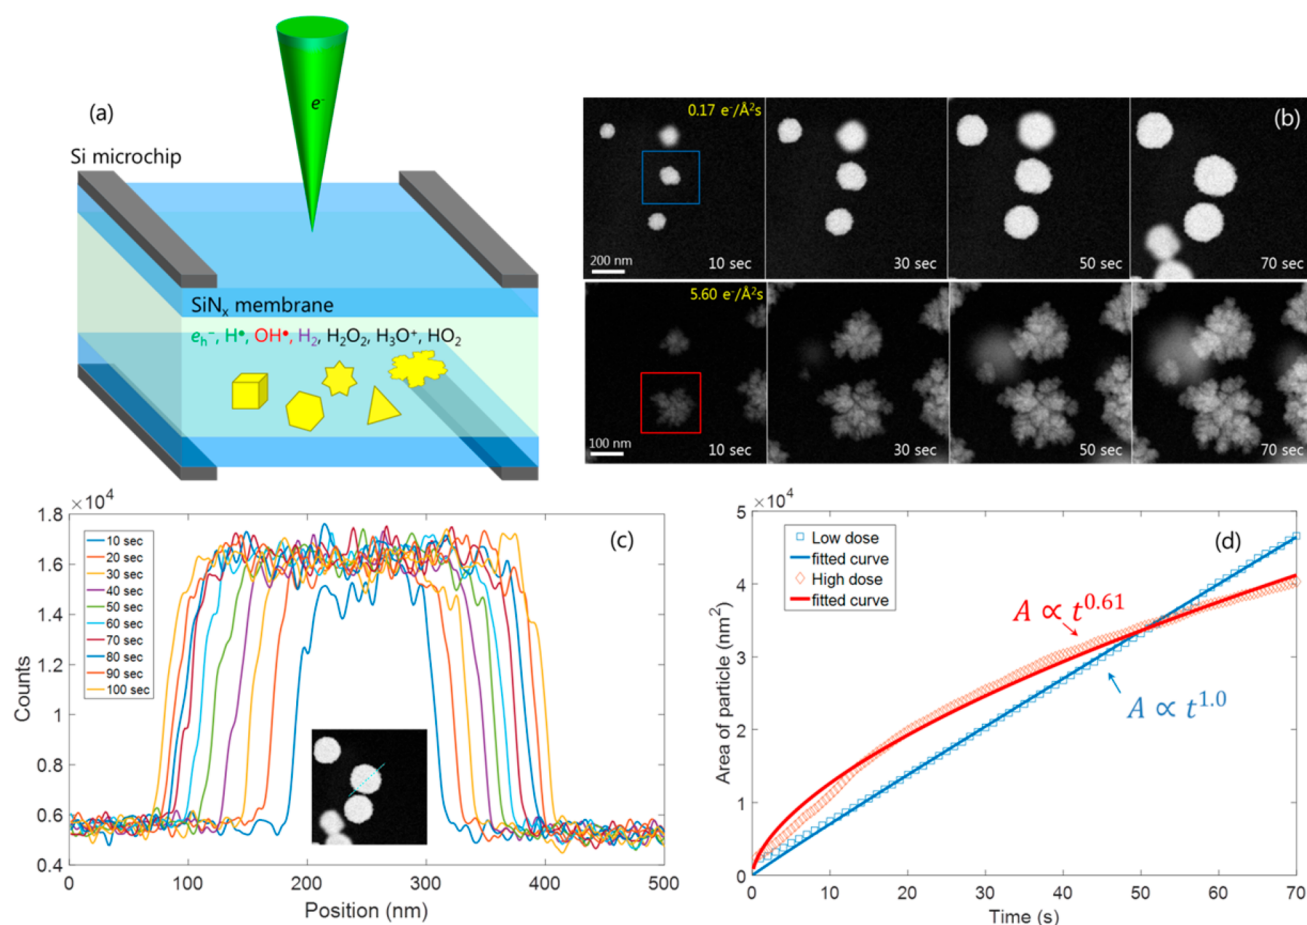 (a)
e⁻
Si microchip
SiNₓ membrane
eₕ⁻, H•, OH•, H₂, H₂O₂, H₃O⁺, HO₂
(b)
0.17 e⁻/Å²s
200 nm
10 sec
30 sec
50 sec
70 sec
5.60 e⁻/Å²s
100 nm
10 sec
30 sec
50 sec
70 sec
×10⁴
(c)
1.8
1.6
1.4
1.2
1.0
0.8
0.6
0.4
Counts
10 sec
20 sec
30 sec
40 sec
50 sec
60 sec
70 sec
80 sec
90 sec
100 sec
0
100
200
300
400
500
Position (nm)
×10⁴
(d)
5
4
3
2
1
0
Area of particle (nm²)
Low dose
fitted curve
High dose
fitted curve
A ∝ t⁰·⁶¹
A ∝ t¹·⁰
0
10
20
30
40
50
60
70
Time (s)